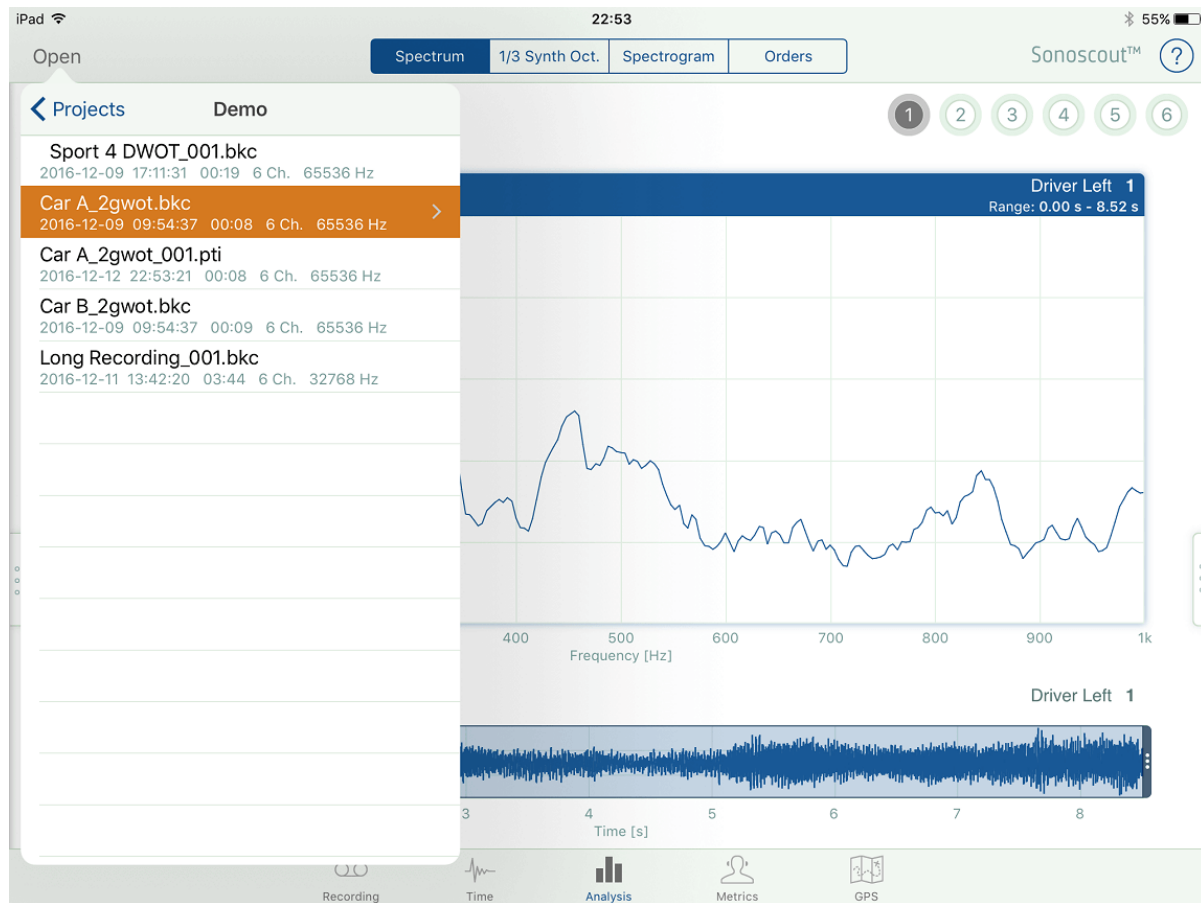 iPad 22:53 55%
Open Spectrum 1/3 Synth Oct. Spectrogram Orders Sonoscout™ ?
Projects Demo
1 2 3 4 5 6
Sport 4 DWOT_001.bkc
2016-12-09 17:11:31 00:19 6 Ch. 65536 Hz
Car A_2gwot.bkc
2016-12-09 09:54:37 00:08 6 Ch. 65536 Hz
Car A_2gwot_001.pti
2016-12-12 22:53:21 00:08 6 Ch. 65536 Hz
Car B_2gwot.bkc
2016-12-09 09:54:37 00:09 6 Ch. 65536 Hz
Long Recording_001.bkc
2016-12-11 13:42:20 03:44 6 Ch. 32768 Hz
Driver Left 1
Range: 0.00 s - 8.52 s
400 500 600 700 800 900 1k
Frequency [Hz]
Driver Left 1
3 4 5 6 7 8
Time [s]
Recording Time Analysis Metrics GPS